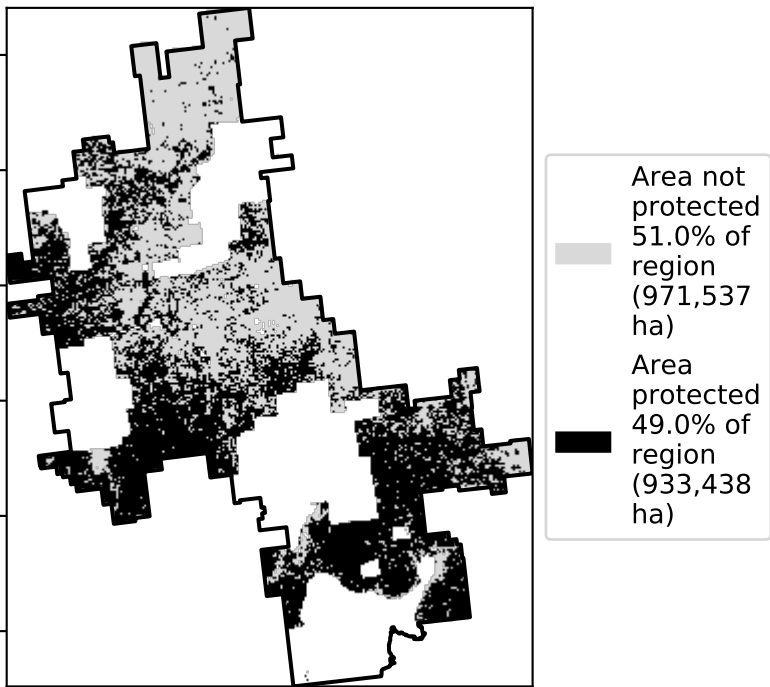 Area not
protected
51.0% of
region
(971,537
ha)
Area
protected
49.0% of
region
(933,438
ha)